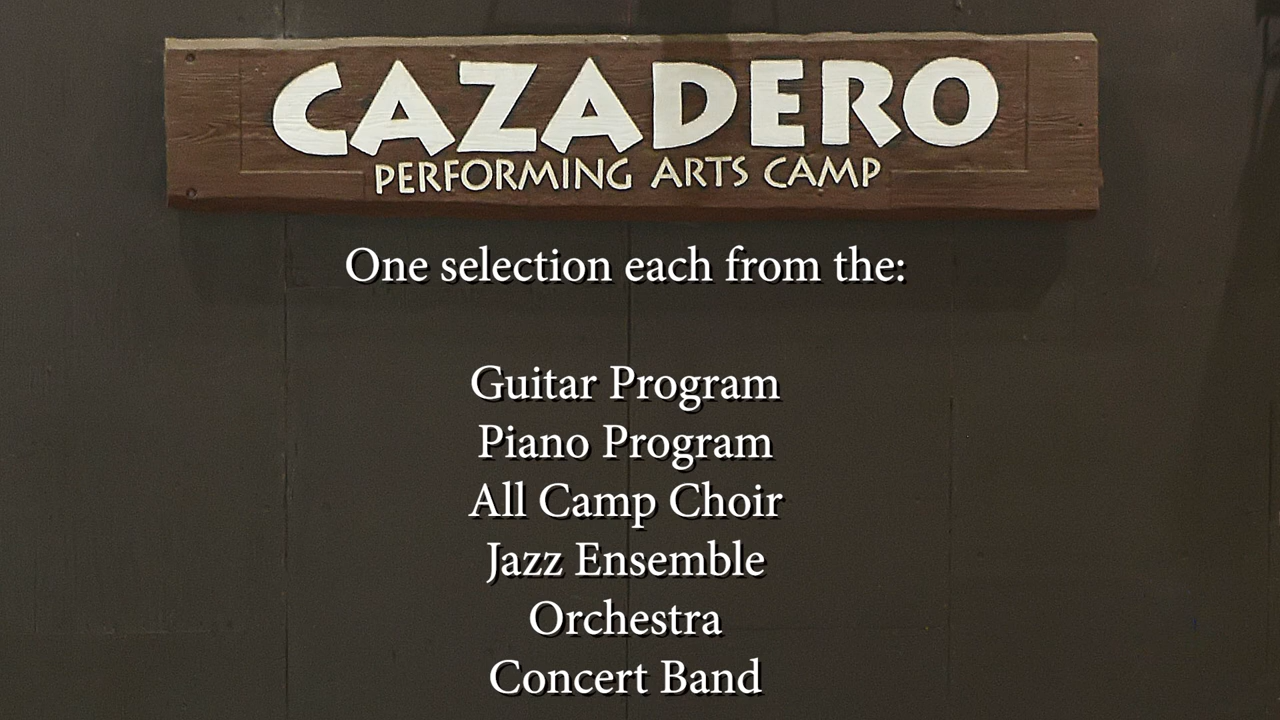 CAZADERO
PERFORMING ARTS CAMP
One selection each from the:
Guitar Program
Piano Program
All Camp Choir
Jazz Ensemble
Orchestra
Concert Band